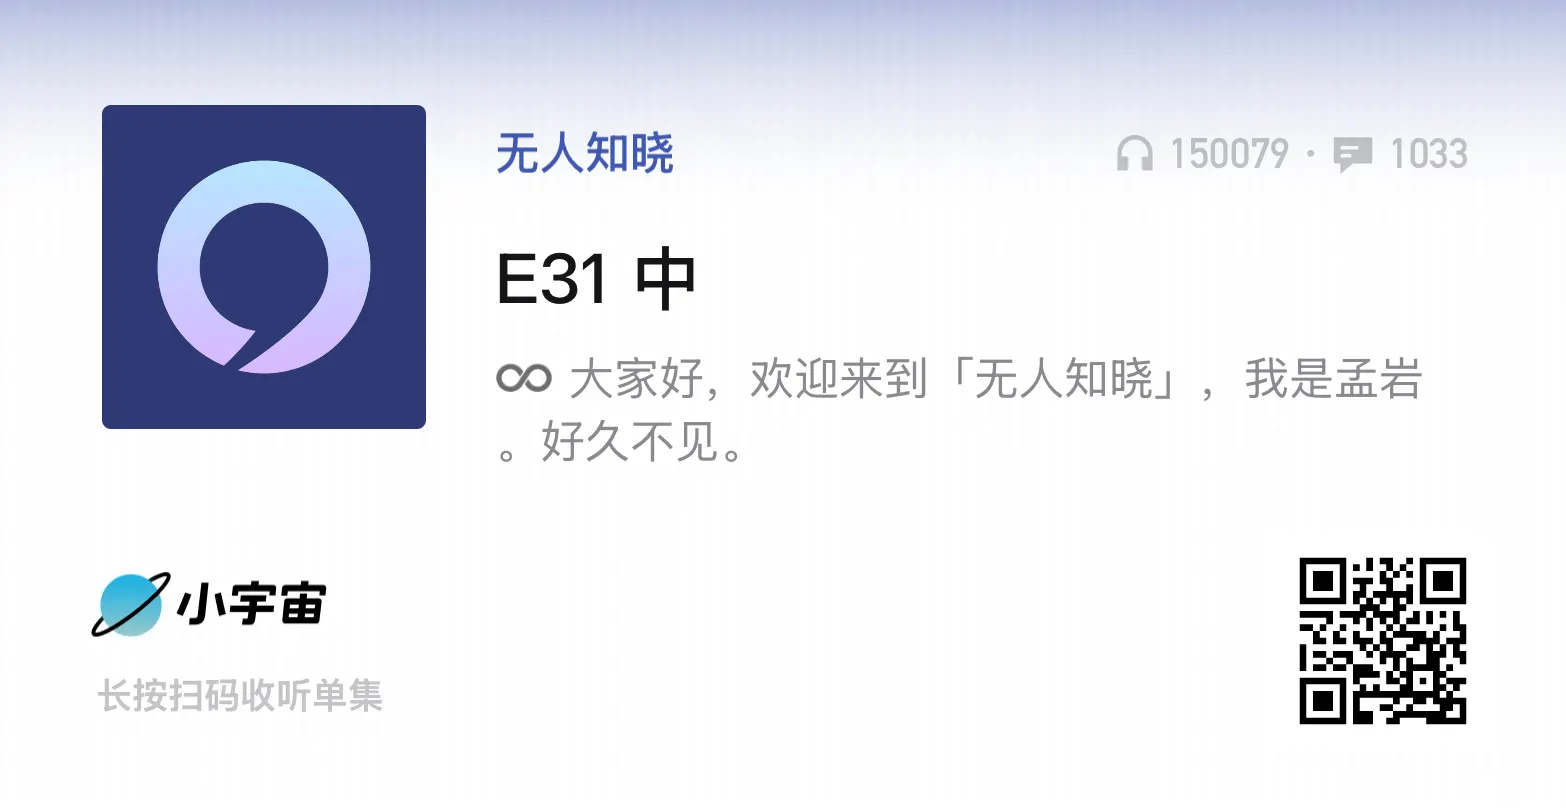 无人知晓
150079 · 1033
E31 中
大家好，欢迎来到「无人知晓」，我是孟岩
。好久不见。
小宇宙
长按扫码收听单集